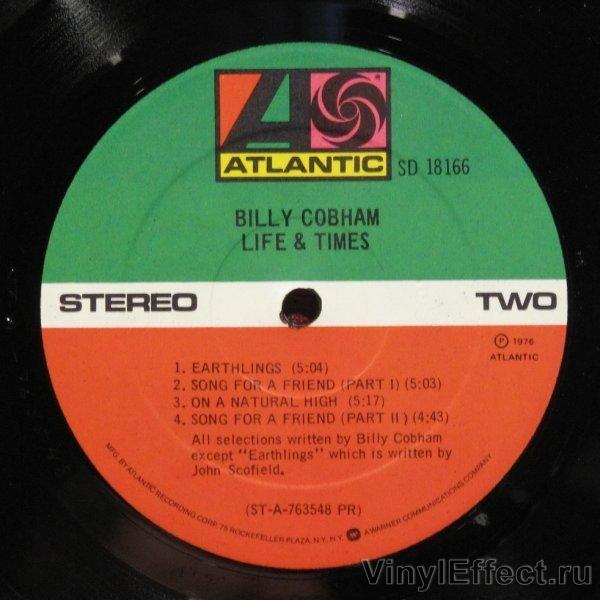 ATLANTIC
SD 18166
BILLY COBHAM
LIFE & TIMES
STEREO
TWO
Ⓟ 1976
ATLANTIC
1. EARTHLINGS (5:04)
2. SONG FOR A FRIEND (PART I) (5:03)
3. ON A NATURAL HIGH (5:17)
4. SONG FOR A FRIEND (PART II) (4:43)
All selections written by Billy Cobham
except "Earthlings" which is written by
John Scofield.
(ST-A-763548 PR)
MFG. BY ATLANTIC RECORDING CORP. 75 ROCKEFELLER PLAZA, N.Y. N.Y. W A WARNER COMMUNICATIONS COMPANY
VinylEffect.ru